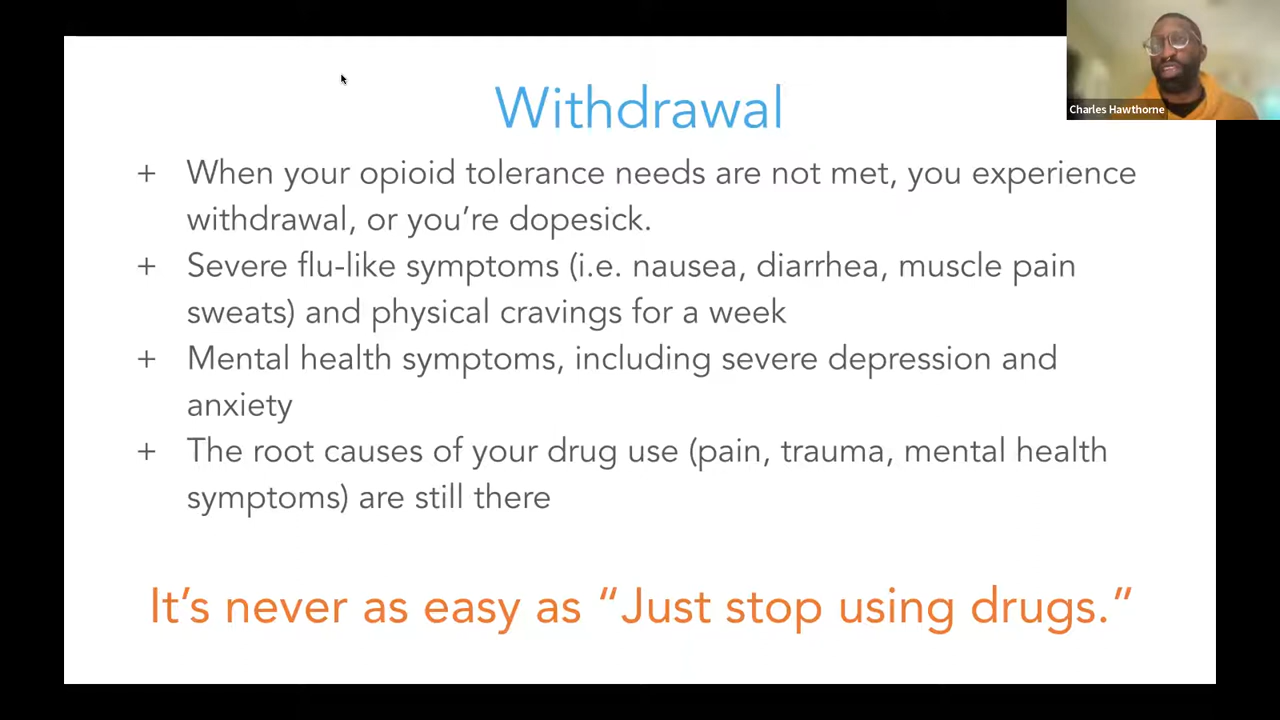 Charles Hawthorne
Withdrawal
+ When your opioid tolerance needs are not met, you experience
withdrawal, or you’re dopesick.
+ Severe flu-like symptoms (i.e. nausea, diarrhea, muscle pain
sweats) and physical cravings for a week
+ Mental health symptoms, including severe depression and
anxiety
+ The root causes of your drug use (pain, trauma, mental health
symptoms) are still there
It’s never as easy as “Just stop using drugs.”